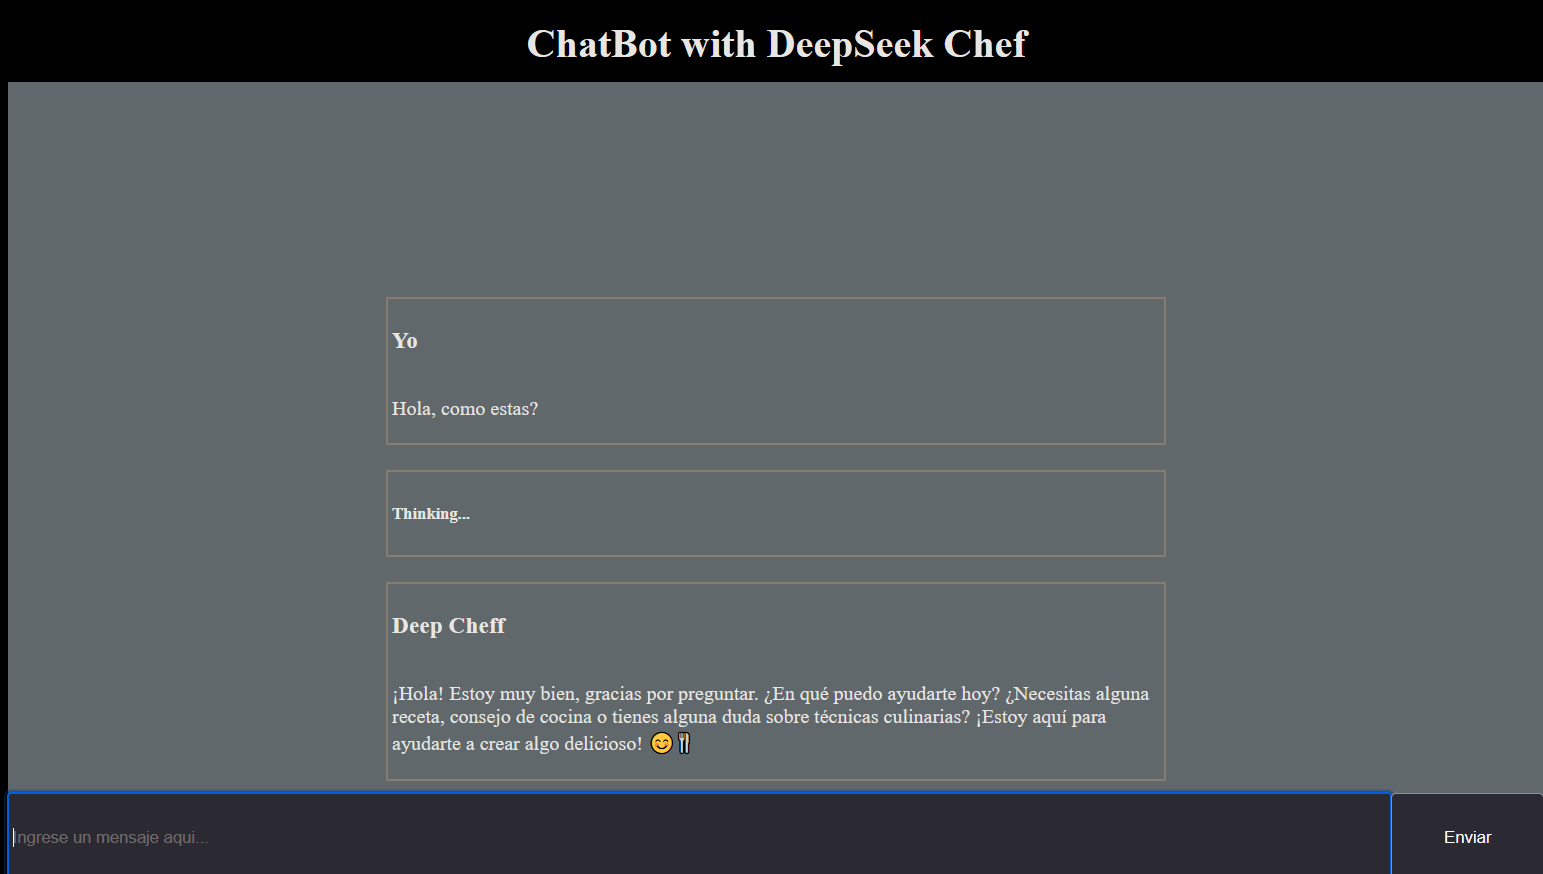 ChatBot with DeepSeek Chef
Yo
Hola, como estas?
Thinking...
Deep Cheff
¡Hola! Estoy muy bien, gracias por preguntar. ¿En qué puedo ayudarte hoy? ¿Necesitas alguna
receta, consejo de cocina o tienes alguna duda sobre técnicas culinarias? ¡Estoy aquí para
ayudarte a crear algo delicioso! 😊🍴
Ingrese un mensaje aqui...
Enviar